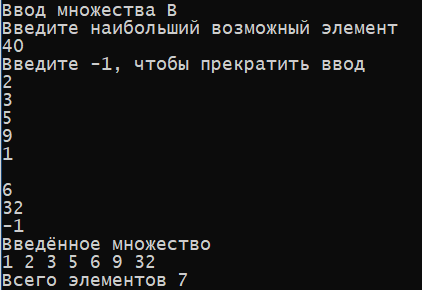 Ввод множества B
Введите наибольший возможный элемент
40
Введите -1, чтобы прекратить ввод
2
3
5
9
1
6
32
-1
Введённое множество
1 2 3 5 6 9 32
Всего элементов 7